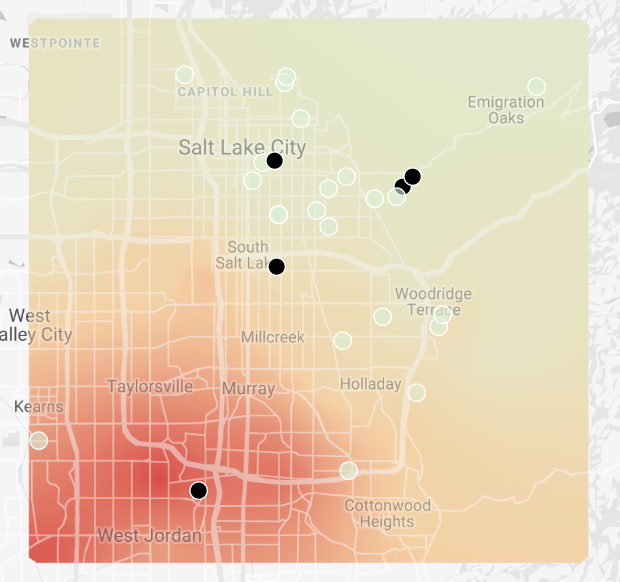 WESTPOINTE
CAPITOL HILL
Emigration
Oaks
Salt Lake City
South
Salt Lak
Woodridge
Terrace
West
alley City
Millcreek
Taylorsville
Murray
Holladay
Kearns
Cottonwood
Heights
West Jordan